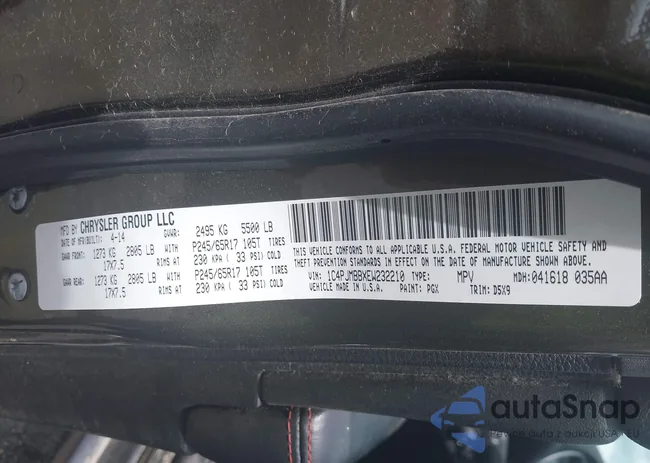 MFD BY CHRYSLER GROUP LLC
DATE OF MFR(BUILT): 4-14 GVWR: 2495 KG 5500 LB
GAWR FRONT: 1273 KG 2805 LB WITH P245/65R17 105T TIRES
17X7.5 RIMS AT 230 KPA ( 33 PSI) COLD
GAWR REAR: 1273 KG 2805 LB WITH P245/65R17 105T TIRES
17X7.5 RIMS AT 230 KPA ( 33 PSI) COLD
THIS VEHICLE CONFORMS TO ALL APPLICABLE U.S.A. FEDERAL MOTOR VEHICLE SAFETY AND
THEFT PREVENTION STANDARDS IN EFFECT ON THE DATE OF MANUFACTURE SHOWN ABOVE.
VIN: 1C4PJMBBXEW232210 TYPE: MPV MDH:041618 035AA
VEHICLE MADE IN U.S.A. PAINT: PGX TRIM: D5X9
autaSnap